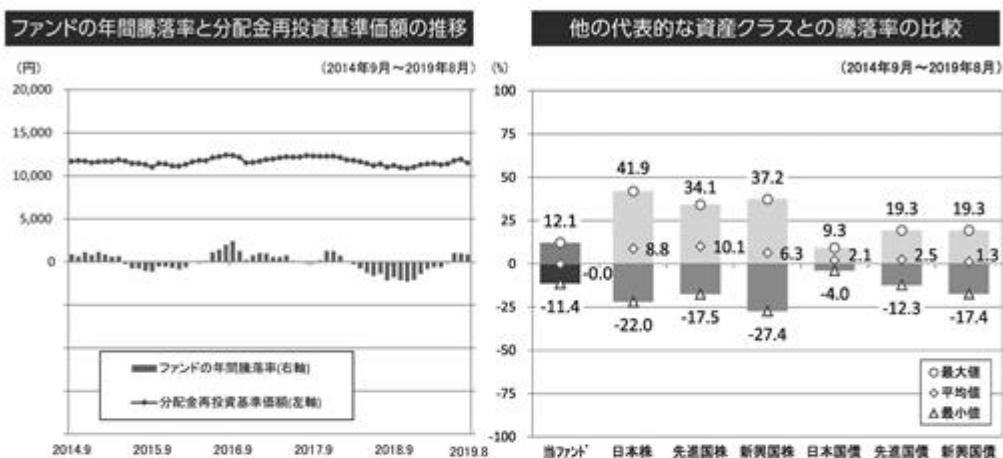 ファンドの年間騰落率と分配金再投資基準価額の推移
(円)
(2014年9月～2019年8月)
20,000
15,000
10,000
5,000
0
ファンドの年間騰落率(右軸)
分配金再投資基準価額(左軸)
2014.9 2015.9 2016.9 2017.9 2018.9 2019.8
他の代表的な資産クラスとの騰落率の比較
(%)
(2014年9月～2019年8月)
100
75
50
25
0
-25
-50
-75
-100
12.1 41.9 34.1 37.2 9.3 19.3 19.3
-0.0 8.8 10.1 6.3 2.1 2.5 1.3
-11.4 -22.0 -17.5 -27.4 -4.0 -12.3 -17.4
○最大値
◇平均値
△最小値
当ファンド 日本株 先進国株 新興国株 日本国債 先進国債 新興国債